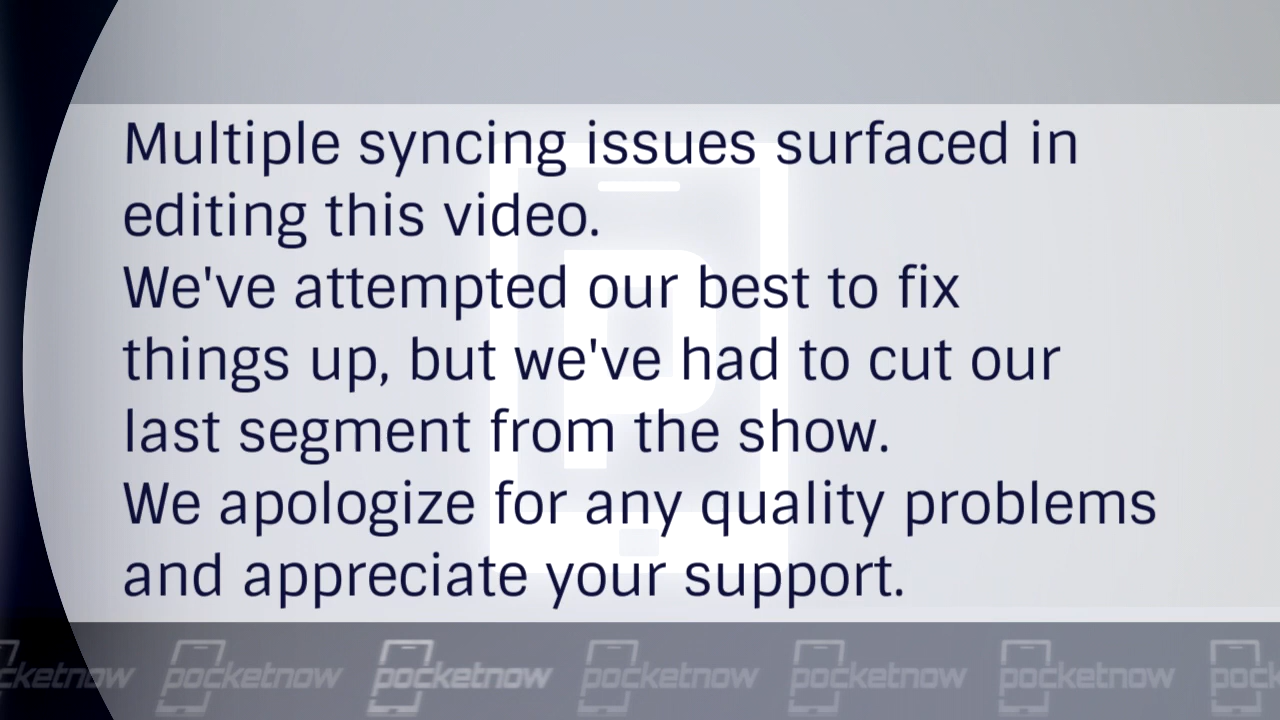 Multiple syncing issues surfaced in
editing this video.
We've attempted our best to fix
things up, but we've had to cut our
last segment from the show.
We apologize for any quality problems
and appreciate your support.
cketnow pocketnow pocketnow pocketnow pocketnow pocketnow pock